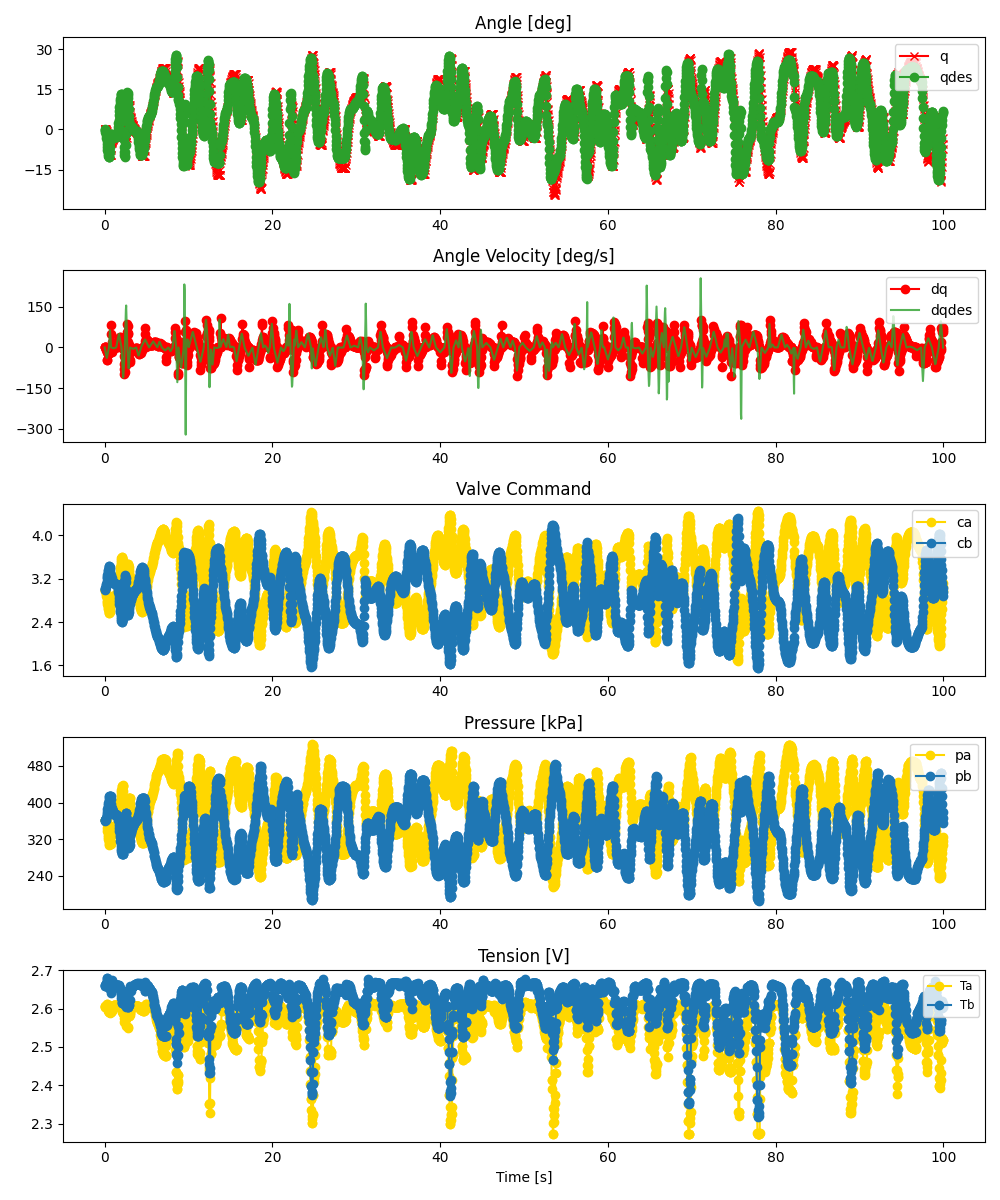 Angle [deg]
30
15
0
−15
q
qdes
0 20 40 60 80 100
Angle Velocity [deg/s]
150
0
−150
−300
dq
dqdes
0 20 40 60 80 100
Valve Command
4.0
3.2
2.4
1.6
ca
cb
0 20 40 60 80 100
Pressure [kPa]
480
400
320
240
pa
pb
0 20 40 60 80 100
Tension [V]
2.7
2.6
2.5
2.4
2.3
Ta
Tb
0 20 40 60 80 100
Time [s]